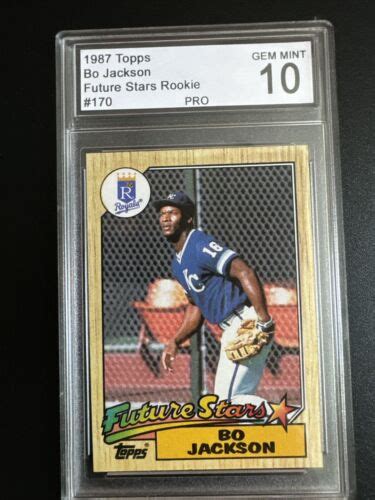 1987 Topps
Bo Jackson
Future Stars Rookie
#170
PRO
GEM MINT
10
R
Royals
KC
16
KC
Future Stars
topps
BO
JACKSON